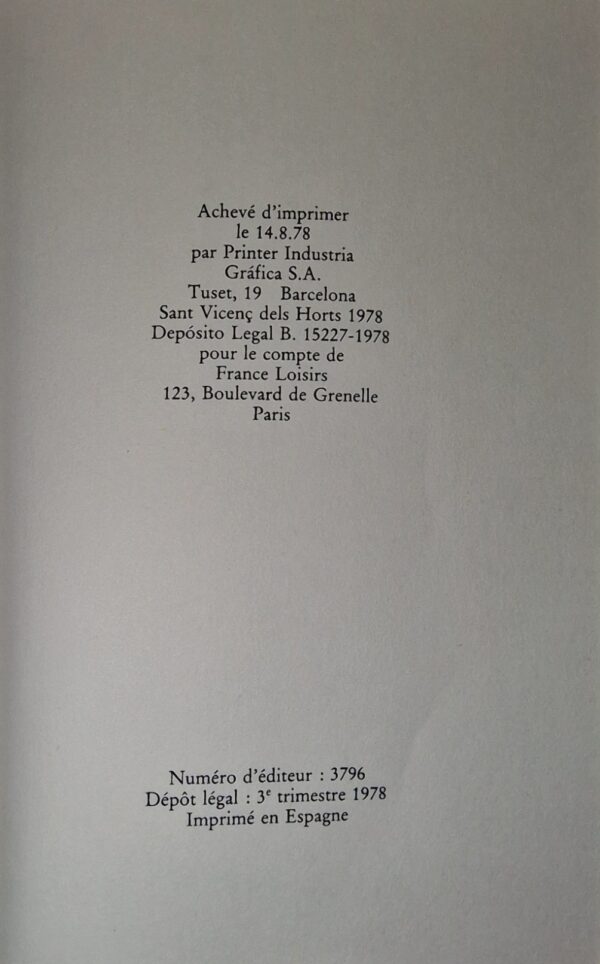 Achevé d'imprimer
le 14.8.78
par Printer Industria
Gráfica S.A.
Tuset, 19 Barcelona
Sant Vicenç dels Horts 1978
Depósito Legal B. 15227-1978
pour le compte de
France Loisirs
123, Boulevard de Grenelle
Paris
Numéro d'éditeur : 3796
Dépôt légal : 3e trimestre 1978
Imprimé en Espagne